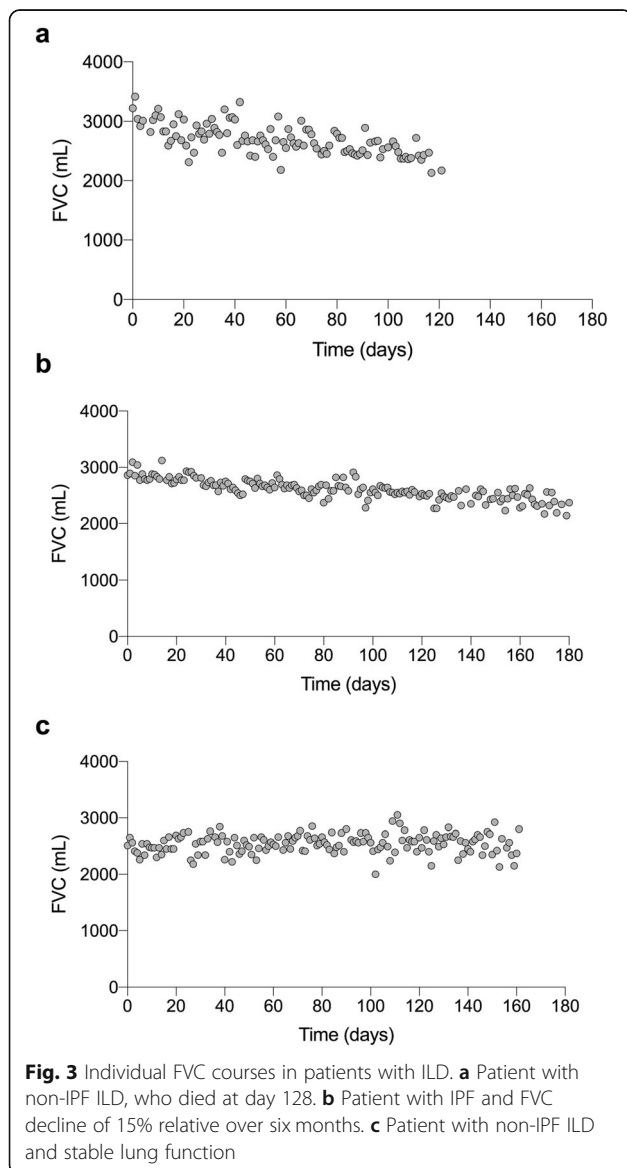 a
4000
3000
2000
1000
0
FVC (mL)
0 20 40 60 80 100 120 140 160 180
Time (days)
b
4000
3000
2000
1000
0
FVC (mL)
0 20 40 60 80 100 120 140 160 180
Time (days)
c
4000
3000
2000
1000
0
FVC (mL)
0 20 40 60 80 100 120 140 160 180
Time (days)
Fig. 3 Individual FVC courses in patients with ILD. a Patient with
non-IPF ILD, who died at day 128. b Patient with IPF and FVC
decline of 15% relative over six months. c Patient with non-IPF ILD
and stable lung function